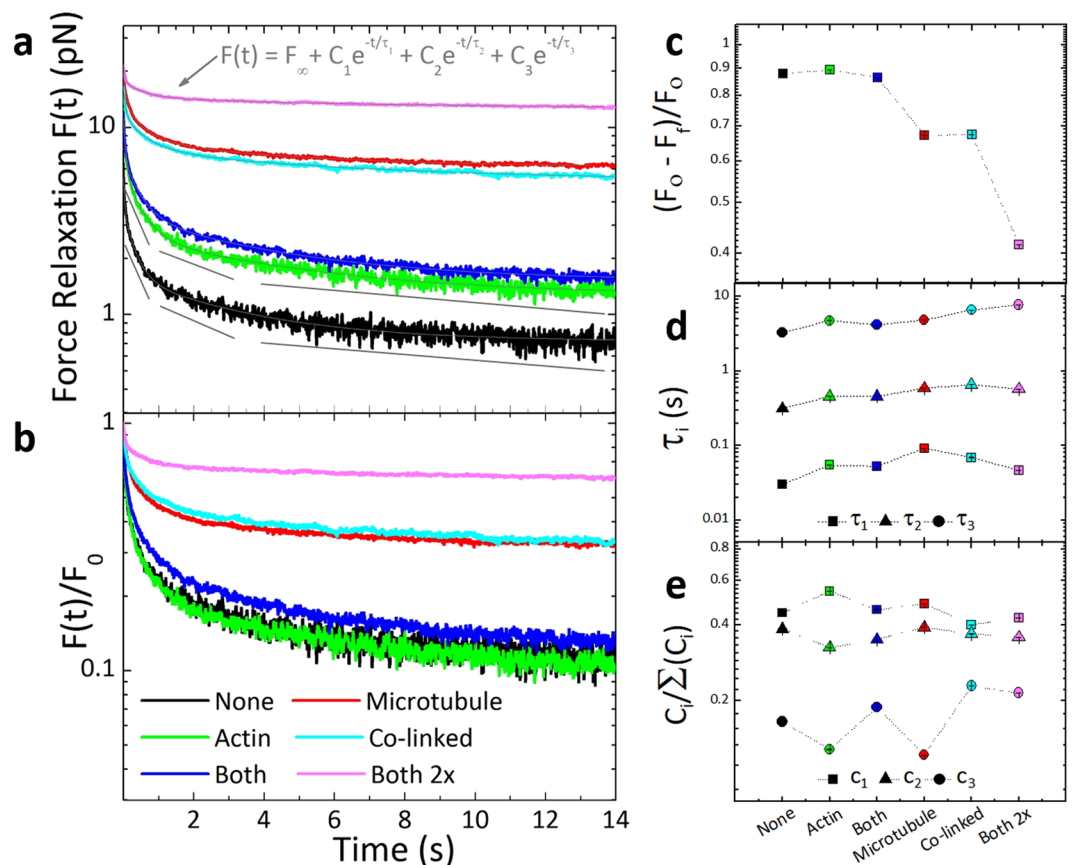 a
F(t) = F∞ + C₁e^-t/τ₁ + C₂e^-t/τ₂ + C₃e^-t/τ₃
Force Relaxation F(t) (pN)
10
1
b
1
F(t)/F₀
0.1
None
Microtubule
Actin
Co-linked
Both
Both 2x
2
4
6
8
10
12
14
Time (s)
c
1
0.9
0.8
0.7
0.6
0.5
0.4
(Fₒ - F_f)/Fₒ
d
10
1
0.1
0.01
τᵢ (s)
τ₁ τ₂ τ₃
e
0.8
0.6
0.4
0.2
Cᵢ/∑(Cᵢ)
c₁ c₂ c₃
None
Actin
Both
Microtubule
Co-linked
Both 2x